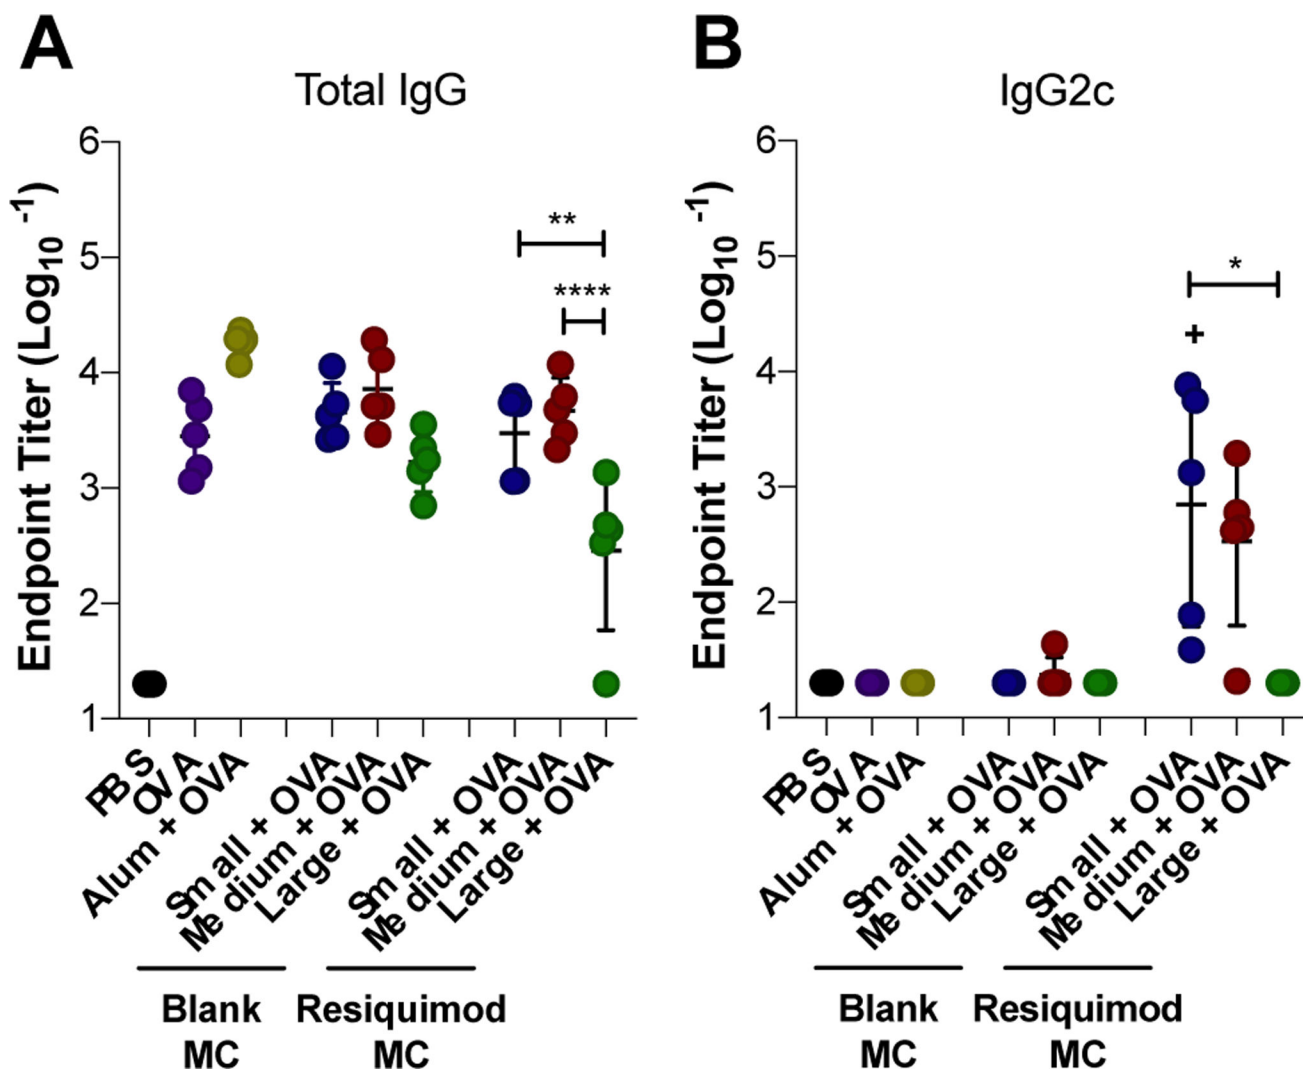 A
Total IgG
Endpoint Titer (Log10 -1)
6
5
4
3
2
1
**
****
PBS
OVA
Alum + OVA
Small + OVA
Medium + OVA
Large + OVA
Small + OVA
Medium + OVA
Large + OVA
Blank
MC
Resiquimod
MC
B
IgG2c
Endpoint Titer (Log10 -1)
6
5
4
3
2
1
*
+
PBS
OVA
Alum + OVA
Small + OVA
Medium + OVA
Large + OVA
Small + OVA
Medium + OVA
Large + OVA
Blank
MC
Resiquimod
MC